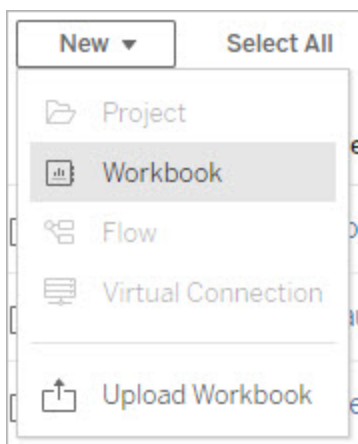 New
Select All
Project
Workbook
Flow
Virtual Connection
Upload Workbook